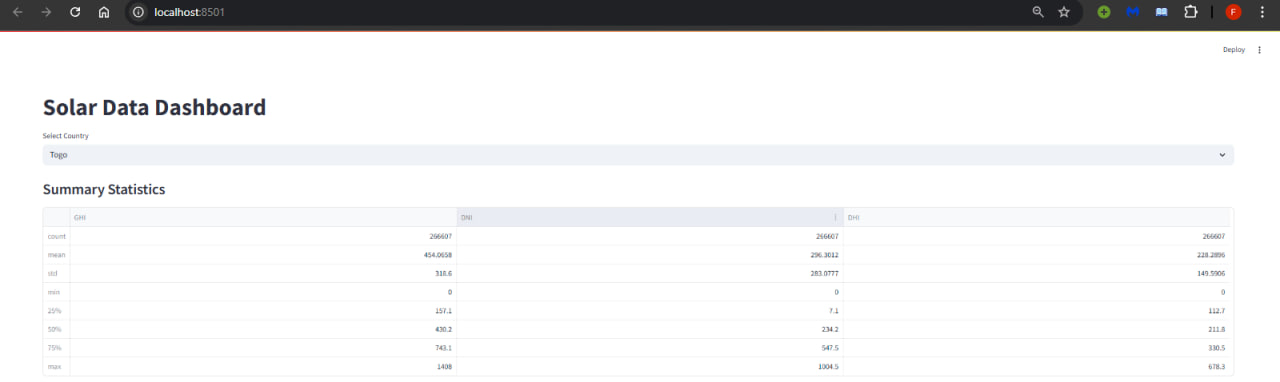 localhost:8501
F
Deploy
Solar Data Dashboard
Select Country
Togo
Summary Statistics
GHI DNI DHI
count 266607 266607 266607
mean 454.0658 296.3012 228.2896
std 318.6 283.0777 149.5906
min 0 0 0
25% 157.1 7.1 112.7
50% 430.2 234.2 211.8
75% 743.1 547.5 330.5
max 1408 1004.5 678.3